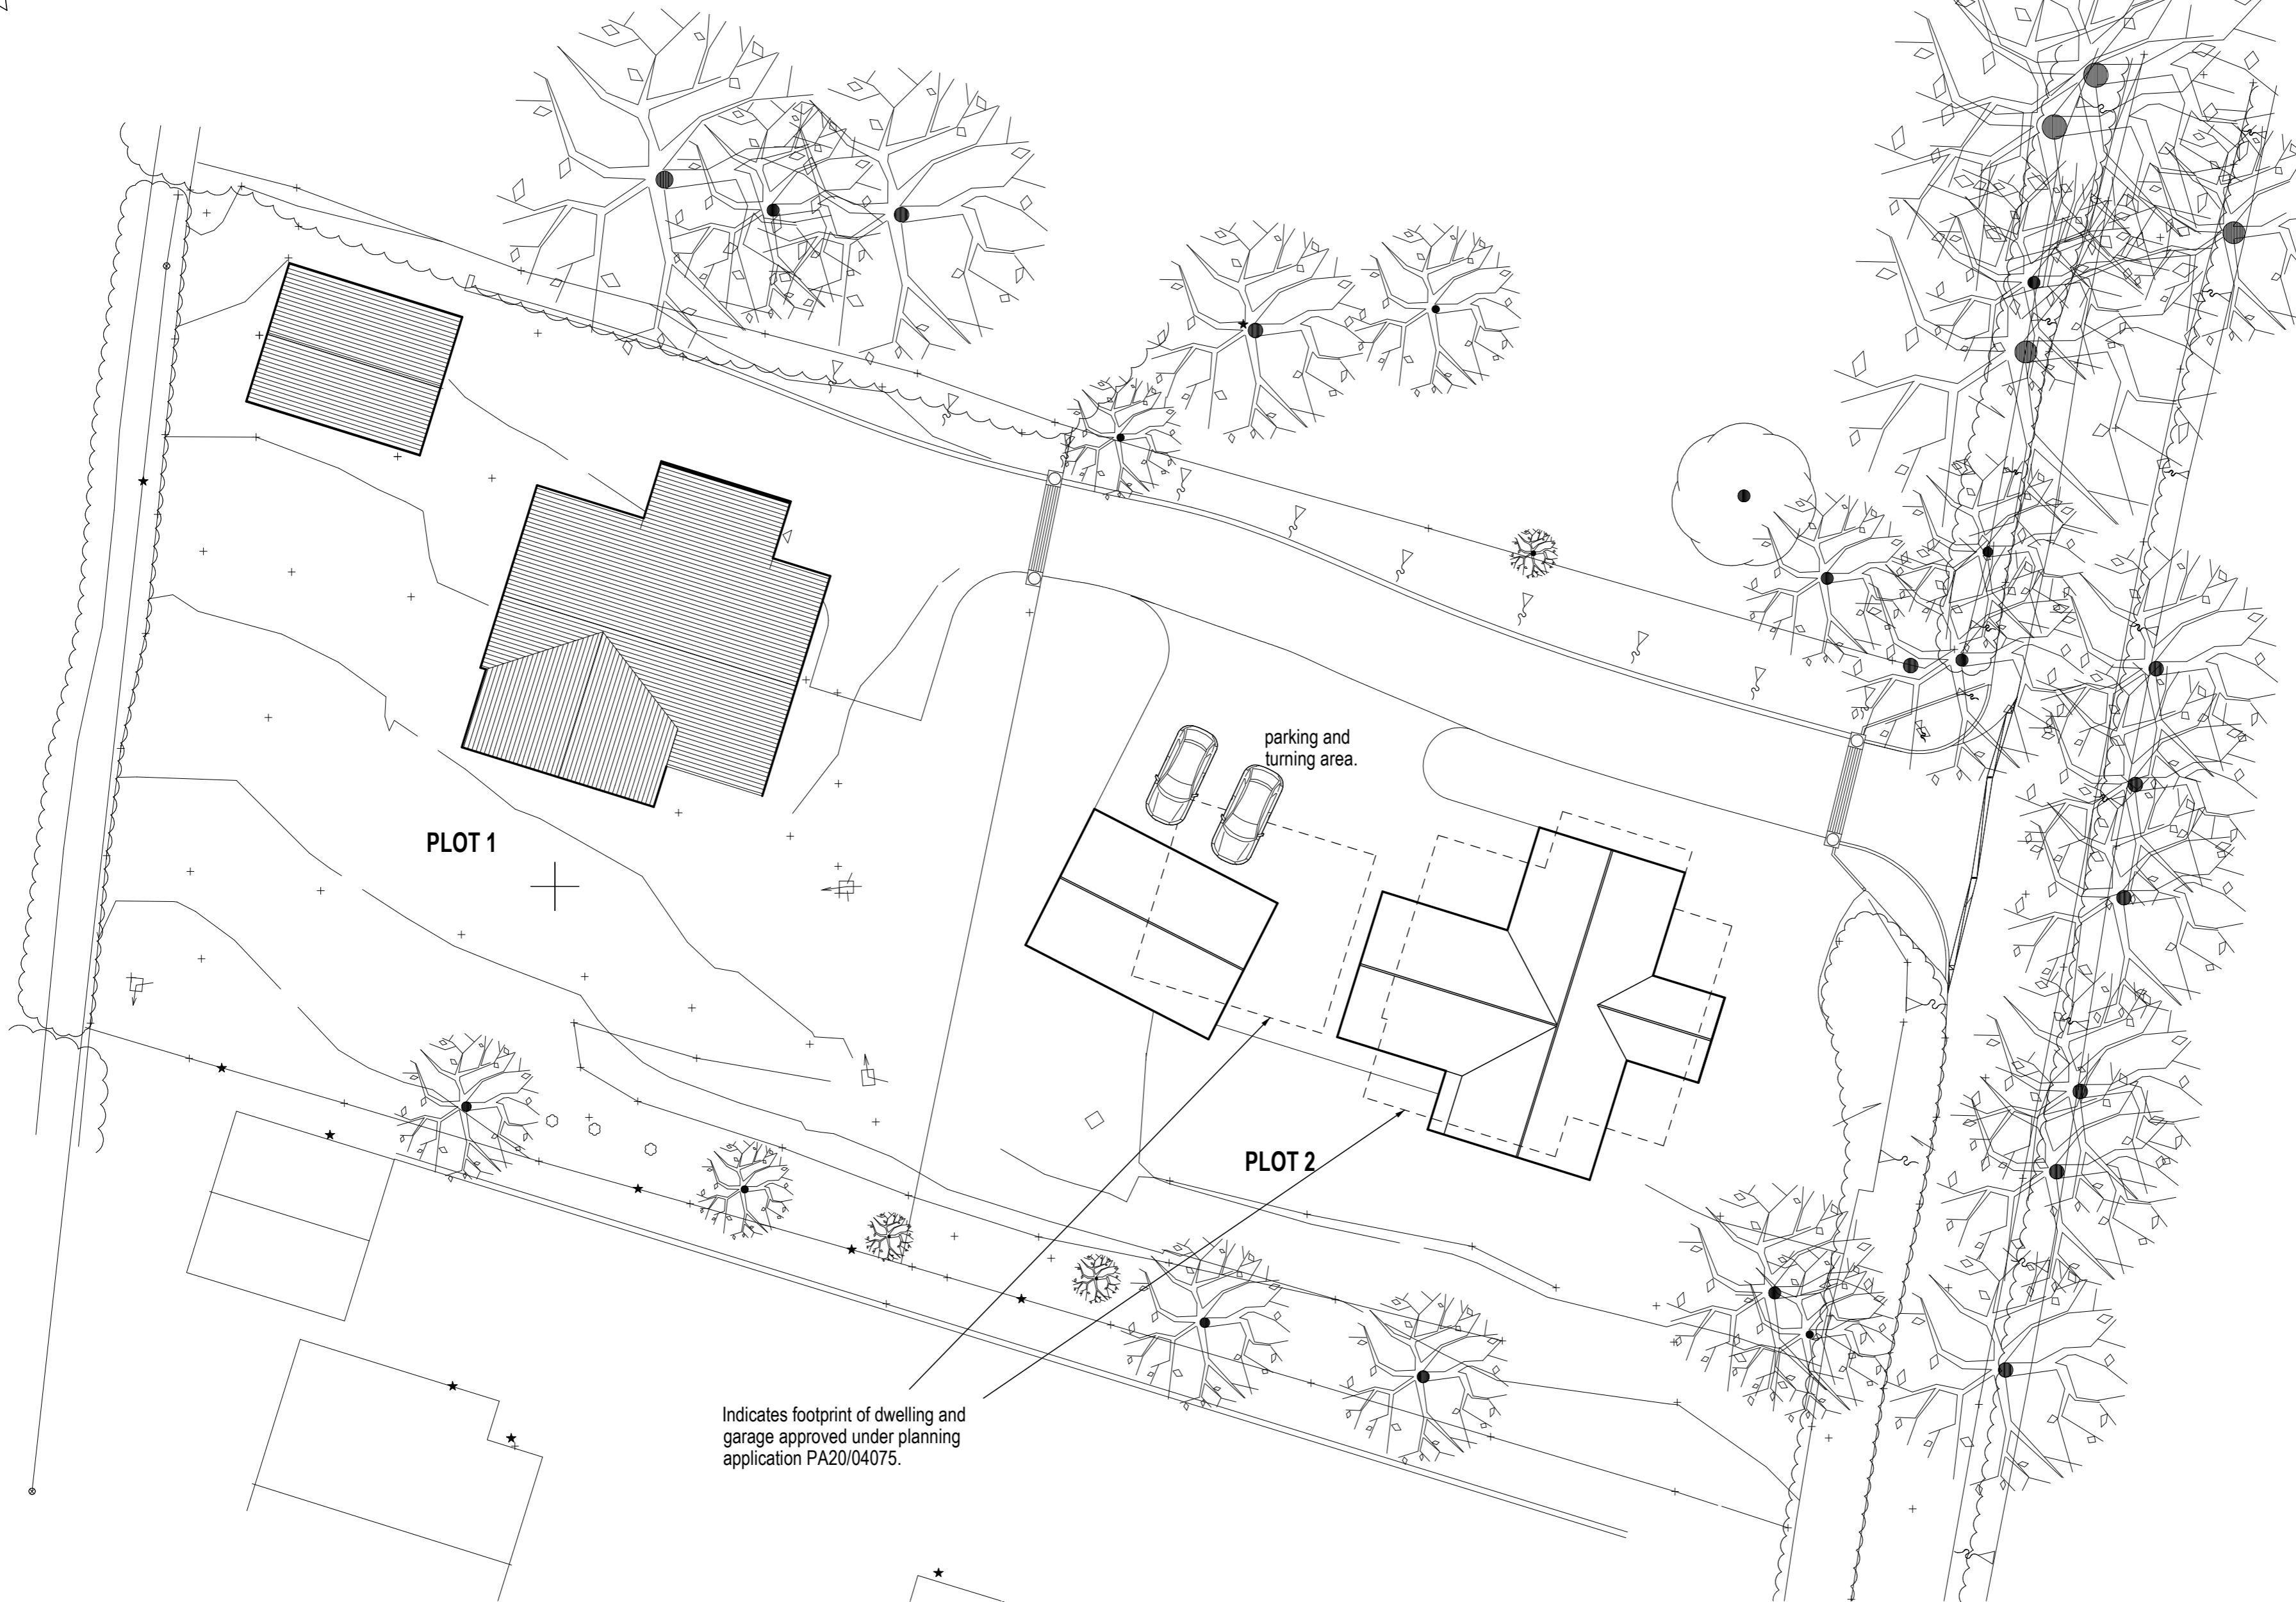 parking and
turning area.
PLOT 1
PLOT 2
Indicates footprint of dwelling and
garage approved under planning
application PA20/04075.